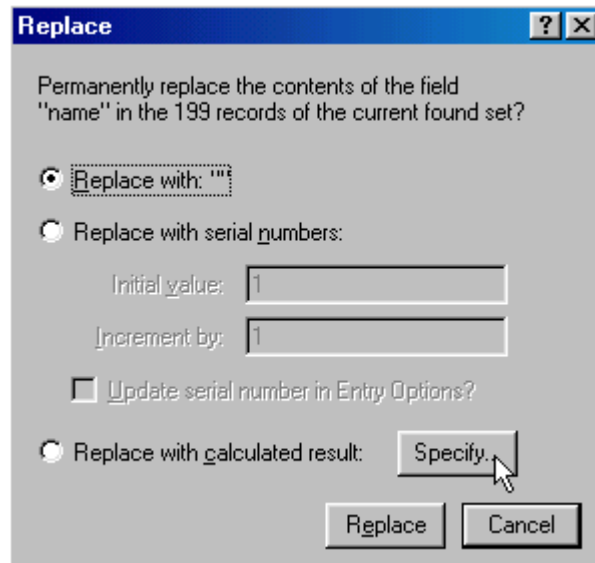 Replace
Permanently replace the contents of the field
"name" in the 199 records of the current found set?
Replace with: ""
Replace with serial numbers:
Initial value: 1
Increment by: 1
Update serial number in Entry Options?
Replace with calculated result: Specify...
Replace Cancel